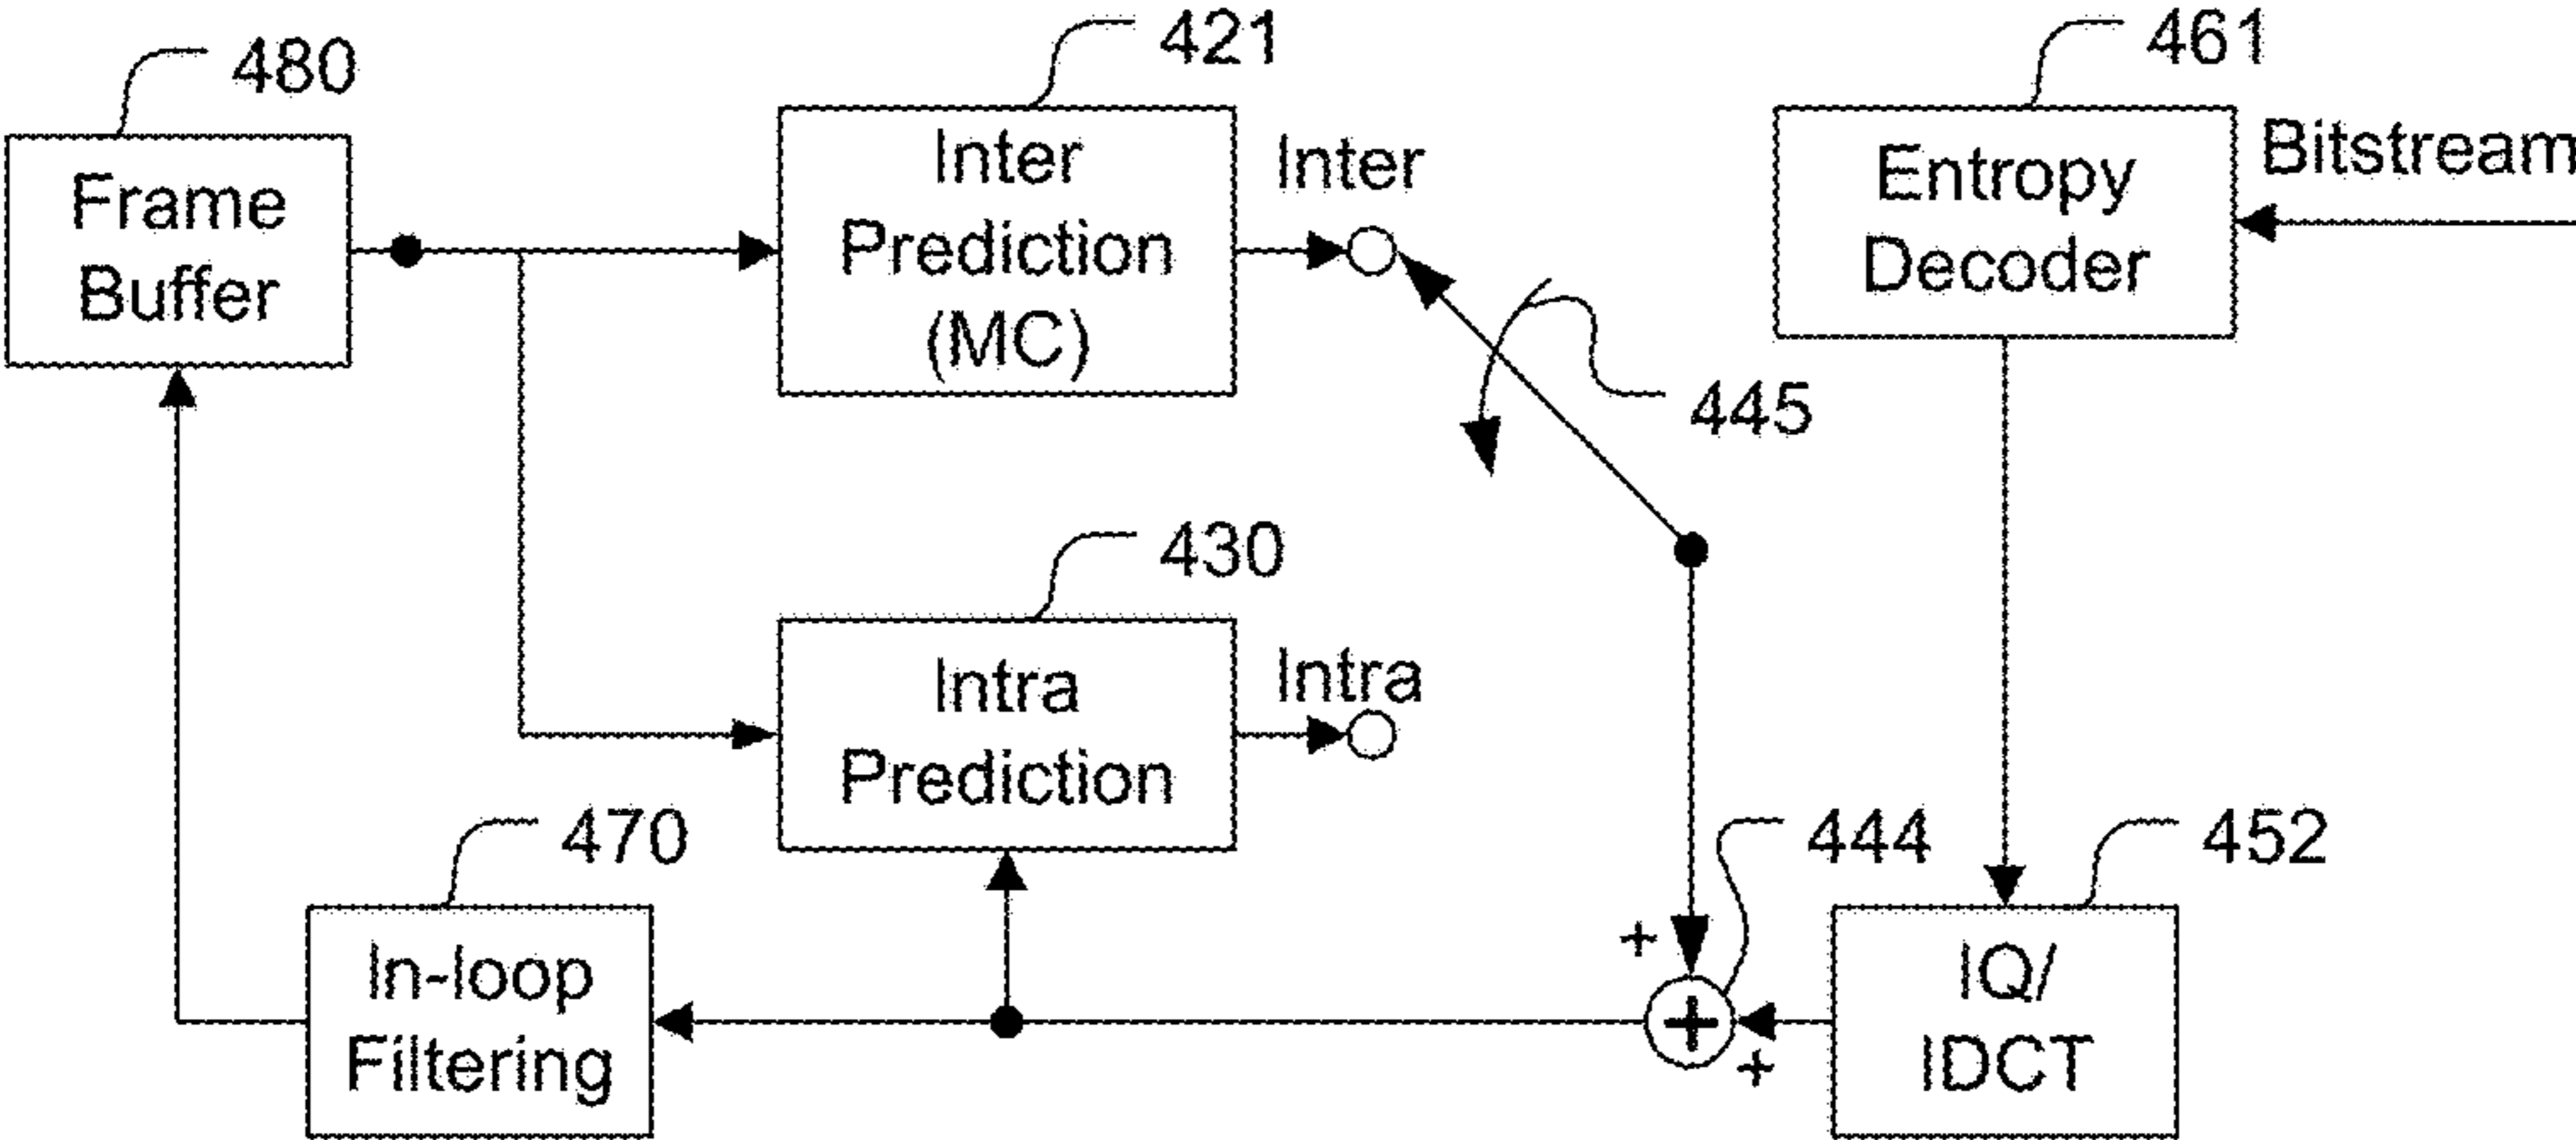 480
421
461
Frame
Buffer
Inter
Prediction
(MC)
Inter
Entropy
Decoder
Bitstream
445
430
Intra
Prediction
Intra
470
444
452
In-loop
Filtering
+
+
+
IQ/
IDCT